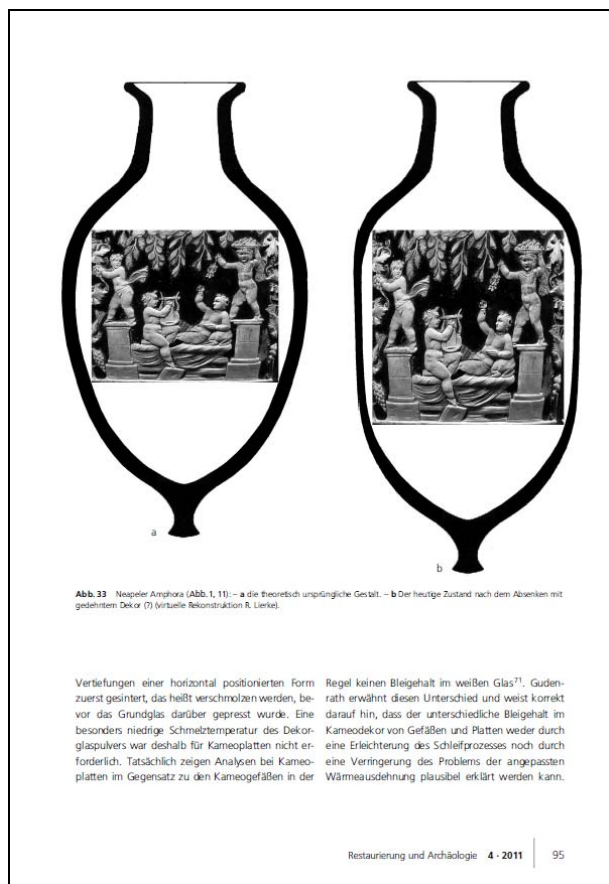 a
b
Abb. 33 Neapeler Amphora (Abb. 1, 11): – a die theoretisch ursprüngliche Gestalt. – b Der heutige Zustand nach dem Absenken mit
gedehntem Dekor (?) (virtuelle Rekonstruktion R. Lierke).
Vertiefungen einer horizontal positionierten Form
zuerst gesintert, das heißt verschmolzen werden, be-
vor das Grundglas darüber gepresst wurde. Eine
besonders niedrige Schmelztemperatur des Dekor-
glaspulvers war deshalb für Kameoplatten nicht er-
forderlich. Tatsächlich zeigen Analysen bei Kameo-
platten im Gegensatz zu den Kameogefäßen in der
Regel keinen Bleigehalt im weißen Glas71. Guden-
rath erwähnt diesen Unterschied und weist korrekt
darauf hin, dass der unterschiedliche Bleigehalt im
Kameodekor von Gefäßen und Platten weder durch
eine Erleichterung des Schleifprozesses noch durch
eine Verringerung des Problems der angepassten
Wärmeausdehnung plausibel erklärt werden kann.
Restaurierung und Archäologie 4 · 2011 95